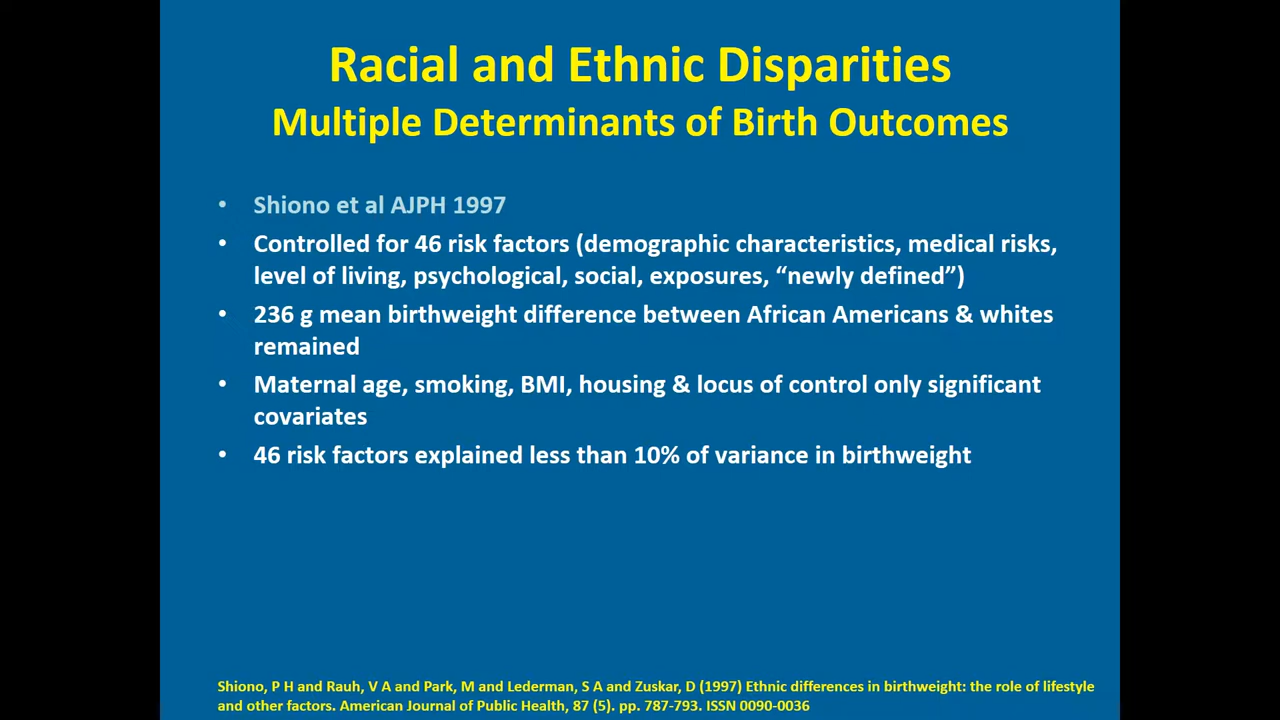 Racial and Ethnic Disparities
Multiple Determinants of Birth Outcomes
• Shiono et al AJPH 1997
• Controlled for 46 risk factors (demographic characteristics, medical risks,
level of living, psychological, social, exposures, “newly defined”)
• 236 g mean birthweight difference between African Americans & whites
remained
• Maternal age, smoking, BMI, housing & locus of control only significant
covariates
• 46 risk factors explained less than 10% of variance in birthweight
Shiono, P H and Rauh, V A and Park, M and Lederman, S A and Zuskar, D (1997) Ethnic differences in birthweight: the role of lifestyle
and other factors. American Journal of Public Health, 87 (5). pp. 787-793. ISSN 0090-0036